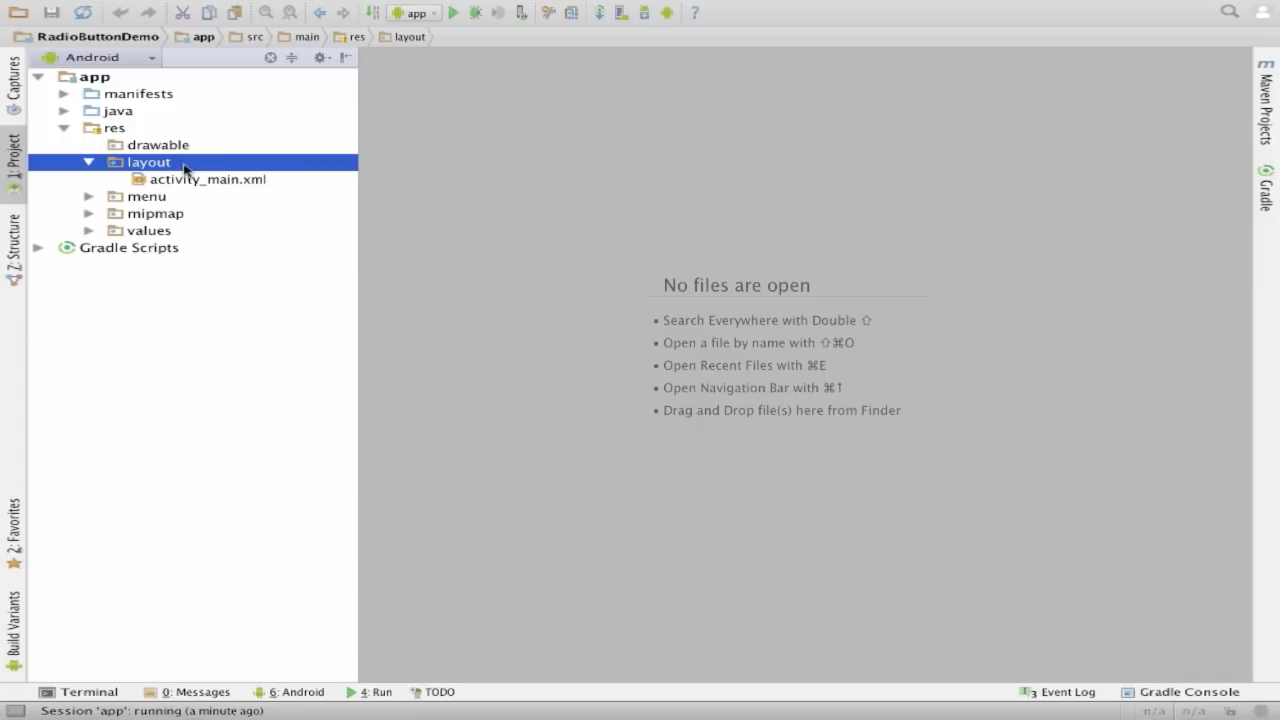 app
RadioButtonDemo app src main res layout
Android
app
manifests
java
res
drawable
layout
activity_main.xml
menu
mipmap
values
Gradle Scripts
Captures
1: Project
Z: Structure
2: Favorites
Build Variants
No files are open
• Search Everywhere with Double ⇧
• Open a file by name with ⇧⌘O
• Open Recent Files with ⌘E
• Open Navigation Bar with ⌘↑
• Drag and Drop file(s) here from Finder
Maven Projects
Gradle
Terminal 0: Messages 6: Android 4: Run TODO 3 Event Log Gradle Console
Session 'app': running (a minute ago) n/a n/a